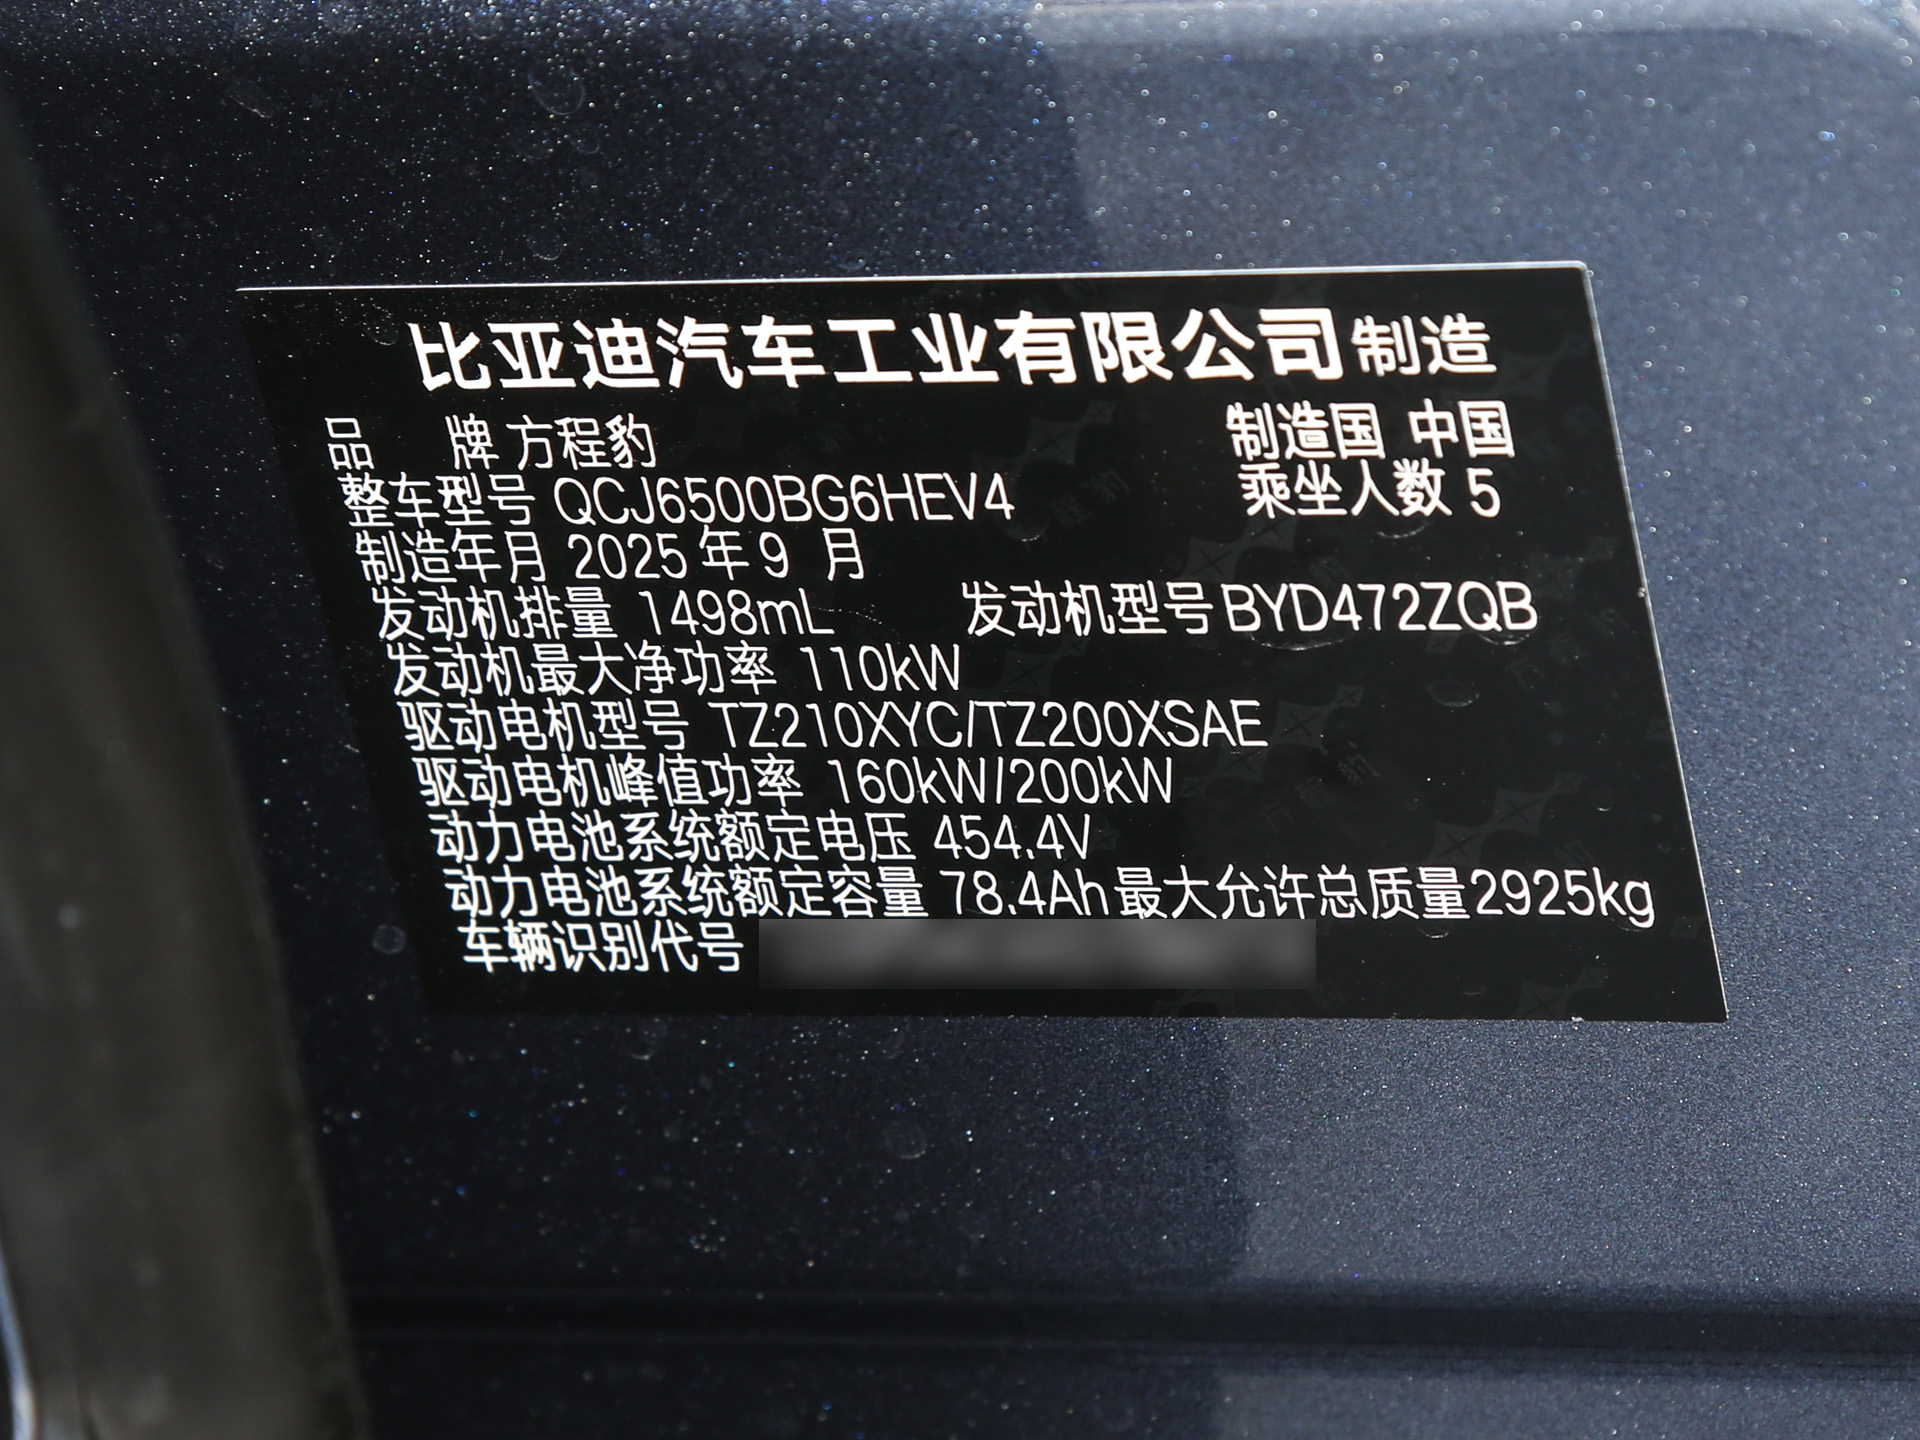 比亚迪汽车工业有限公司制造
品 牌 方程豹 制造国 中国
整车型号 QCJ6500BG6HEV4 乘坐人数 5
制造年月 2025 年 9 月
发动机排量 1498mL 发动机型号 BYD472ZQB
发动机最大净功率 110kW
驱动电机型号 TZ210XYC/TZ200XSAE
驱动电机峰值功率 160kW/200kW
动力电池系统额定电压 454.4V
动力电池系统额定容量 78.4Ah 最大允许总质量2925kg
车辆识别代号